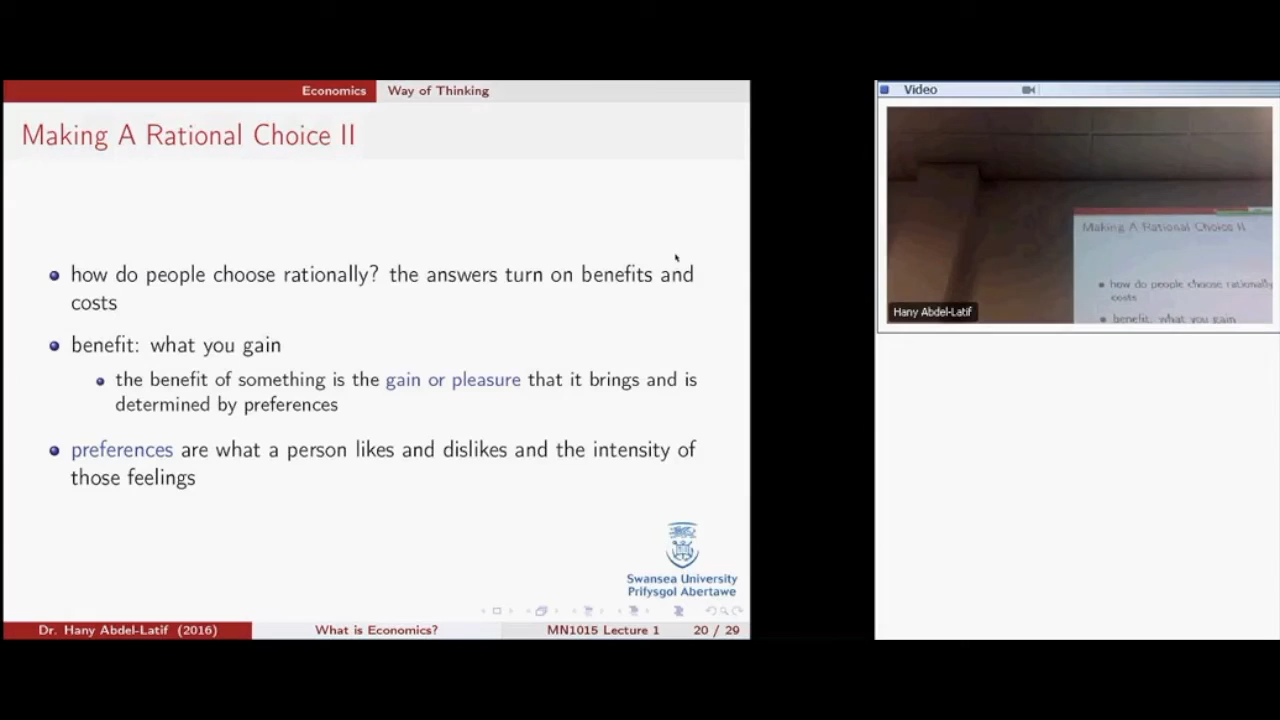 Economics Way of Thinking
Making A Rational Choice II
how do people choose rationally? the answers turn on benefits and
costs
benefit: what you gain
the benefit of something is the gain or pleasure that it brings and is
determined by preferences
preferences are what a person likes and dislikes and the intensity of
those feelings
Swansea University
Prifysgol Abertawe
Dr. Hany Abdel-Latif (2016) What is Economics? MN1015 Lecture 1 20 / 29
Video
Making A Rational Choice II
how do people choose rationally
costs
benefit: what you gain
Hany Abdel-Latif